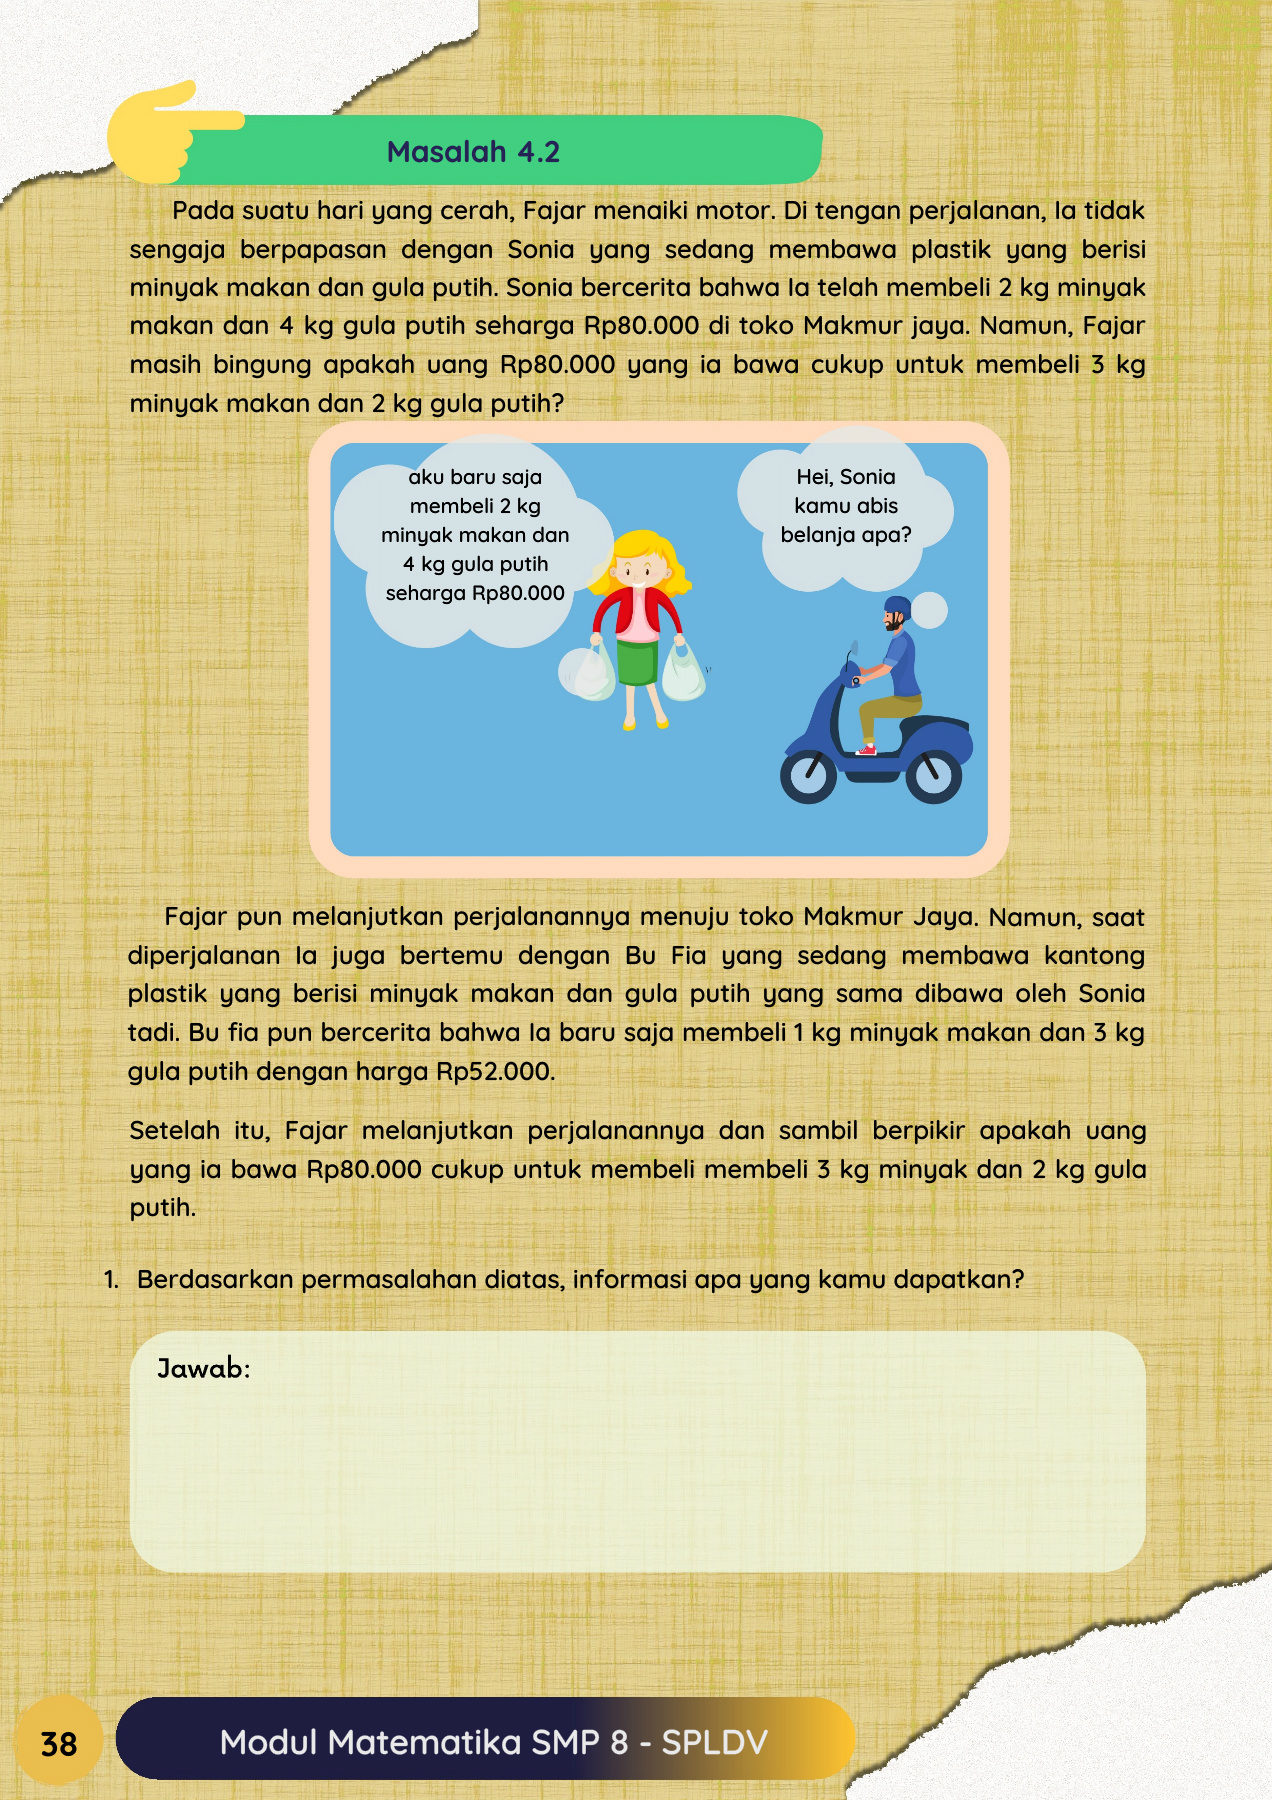 Masalah 4.2
Pada suatu hari yang cerah, Fajar menaiki motor. Di tengan perjalanan, Ia tidak
sengaja berpapasan dengan Sonia yang sedang membawa plastik yang berisi
minyak makan dan gula putih. Sonia bercerita bahwa Ia telah membeli 2 kg minyak
makan dan 4 kg gula putih seharga Rp80.000 di toko Makmur jaya. Namun, Fajar
masih bingung apakah uang Rp80.000 yang ia bawa cukup untuk membeli 3 kg
minyak makan dan 2 kg gula putih?
aku baru saja
membeli 2 kg
minyak makan dan
4 kg gula putih
seharga Rp80.000
Hei, Sonia
kamu abis
belanja apa?
Fajar pun melanjutkan perjalanannya menuju toko Makmur Jaya. Namun, saat
diperjalanan Ia juga bertemu dengan Bu Fia yang sedang membawa kantong
plastik yang berisi minyak makan dan gula putih yang sama dibawa oleh Sonia
tadi. Bu fia pun bercerita bahwa Ia baru saja membeli 1 kg minyak makan dan 3 kg
gula putih dengan harga Rp52.000.
Setelah itu, Fajar melanjutkan perjalanannya dan sambil berpikir apakah uang
yang ia bawa Rp80.000 cukup untuk membeli membeli 3 kg minyak dan 2 kg gula
putih.
1. Berdasarkan permasalahan diatas, informasi apa yang kamu dapatkan?
Jawab:
38
Modul Matematika SMP 8 - SPLDV